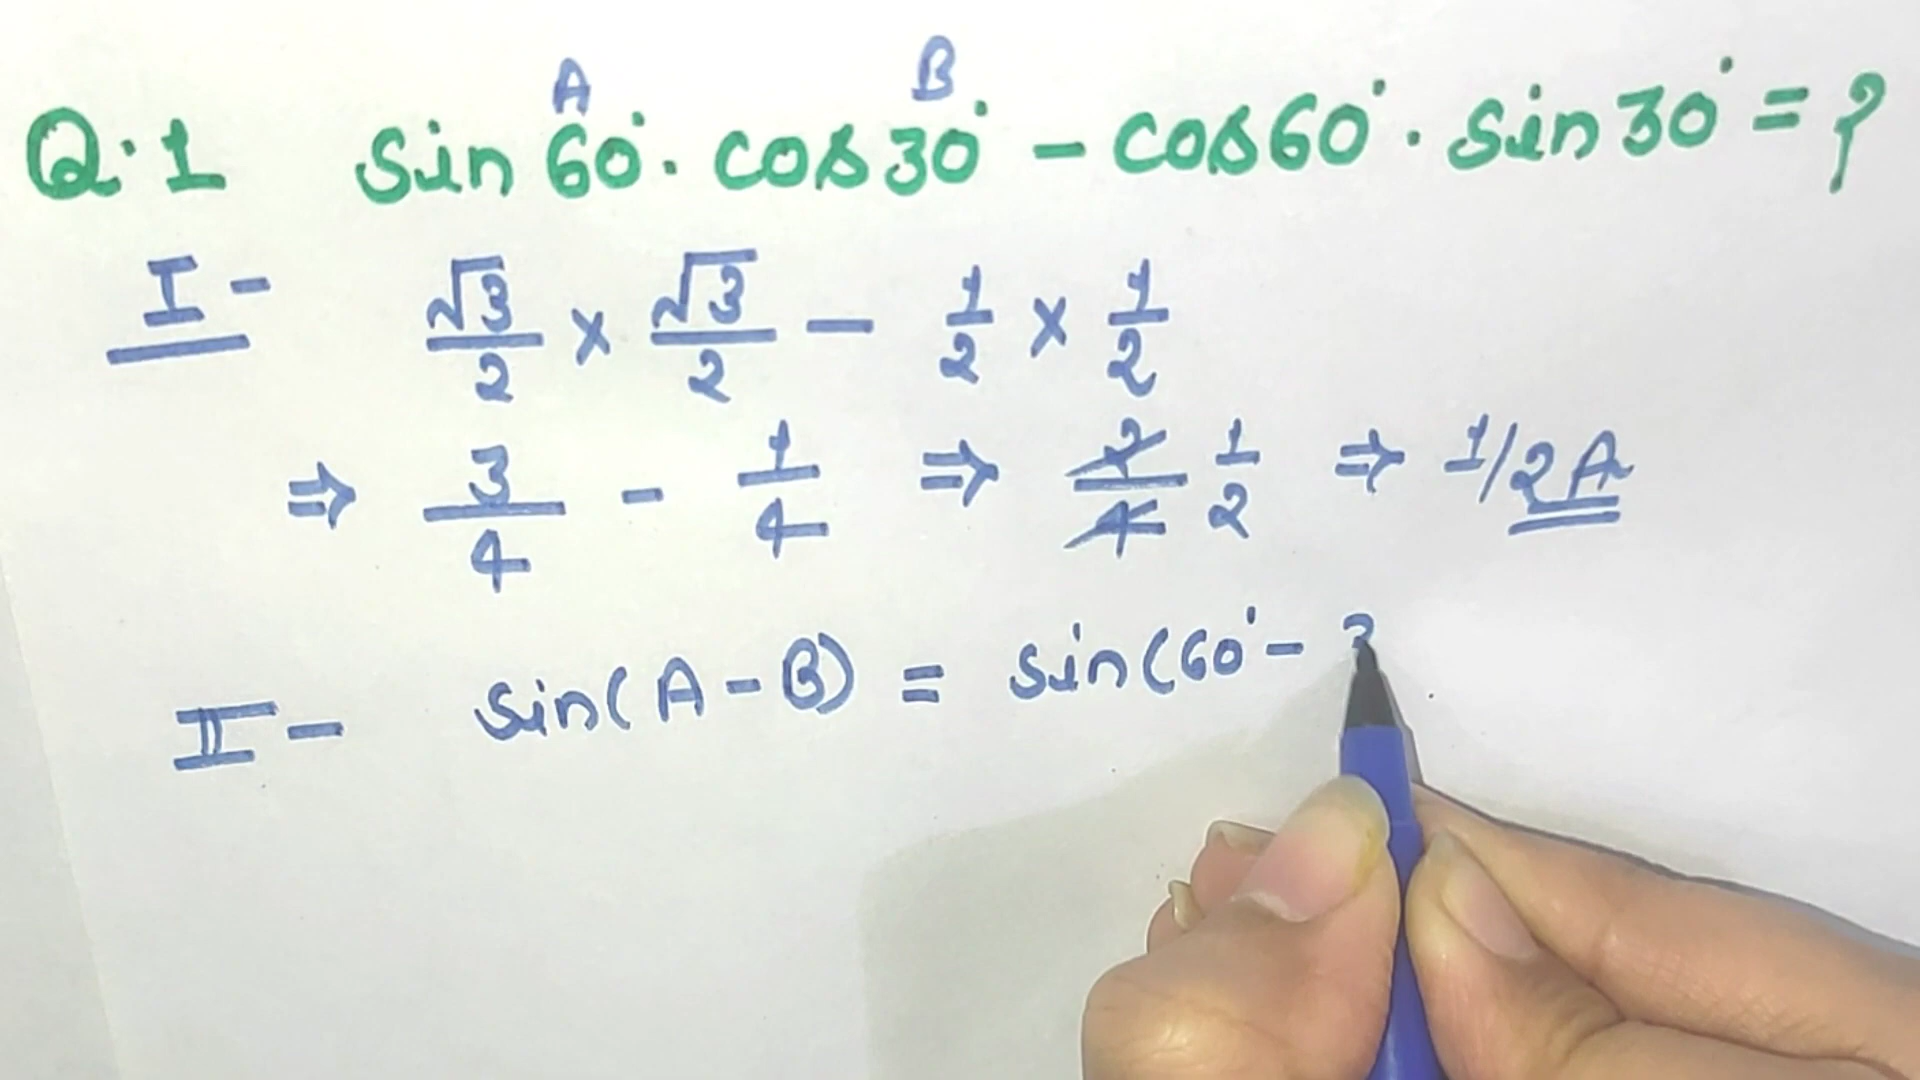 A B
Q.1 sin 60°. cos 30° - cos 60° . sin 30° = ?
I - √3/2 × √3/2 - 1/2 × 1/2
⇒ 3/4 - 1/4 ⇒ 2/4 1/2 ⇒ 1/2 A
II - sin(A - B) = sin(60° - 3